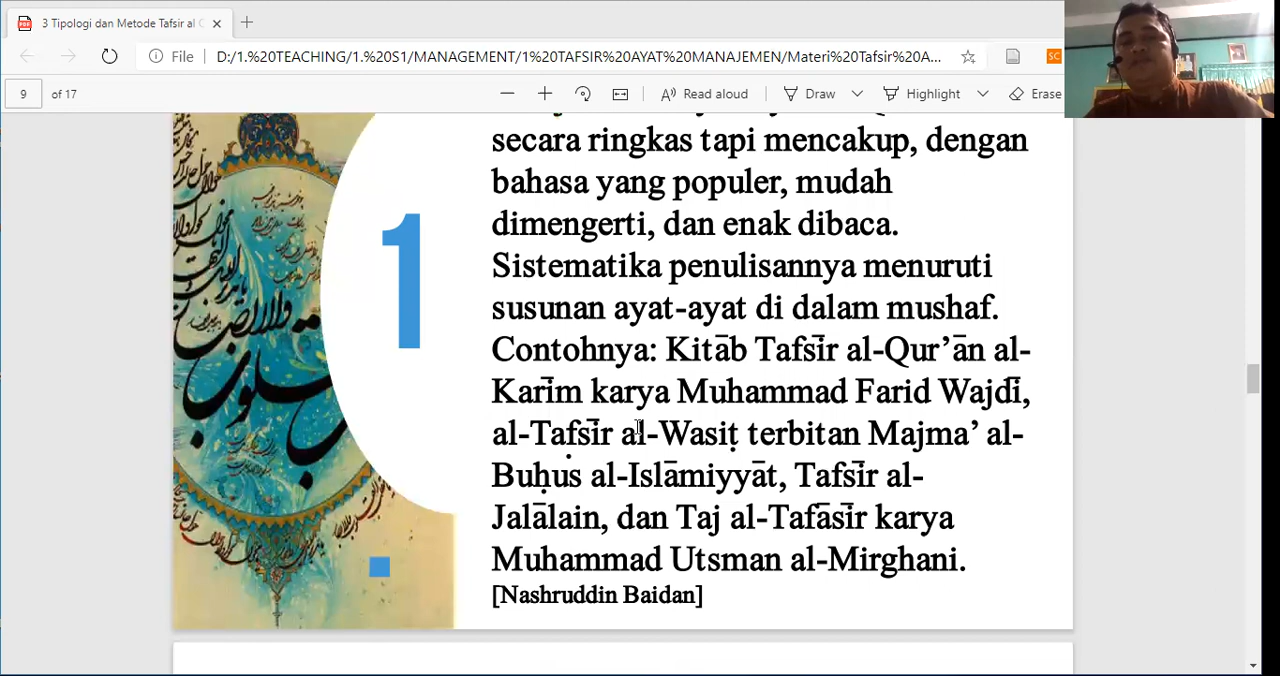 3 Tipologi dan Metode Tafsir al
File
D:/1.%20TEACHING/1.%20S1/MANAGEMENT/1%20TAFSIR%20AYAT%20MANAJEMEN/Materi%20Tafsir%20A...
SC
9 of 17
Read aloud
Draw
Highlight
Erase
secara ringkas tapi mencakup, dengan
bahasa yang populer, mudah
dimengerti, dan enak dibaca.
Sistematika penulisannya menuruti
susunan ayat-ayat di dalam mushaf.
Contohnya: Kitāb Tafsīr al-Qur’ān al-
Karīm karya Muhammad Farid Wajdī,
al-Tafsīr al-Wasiṭ terbitan Majma’ al-
Buḥuṡ al-Islāmiyyāt, Tafsīr al-
Jalālain, dan Taj al-Tafāsīr karya
Muhammad Utsman al-Mirghani.
[Nashruddin Baidan]
1